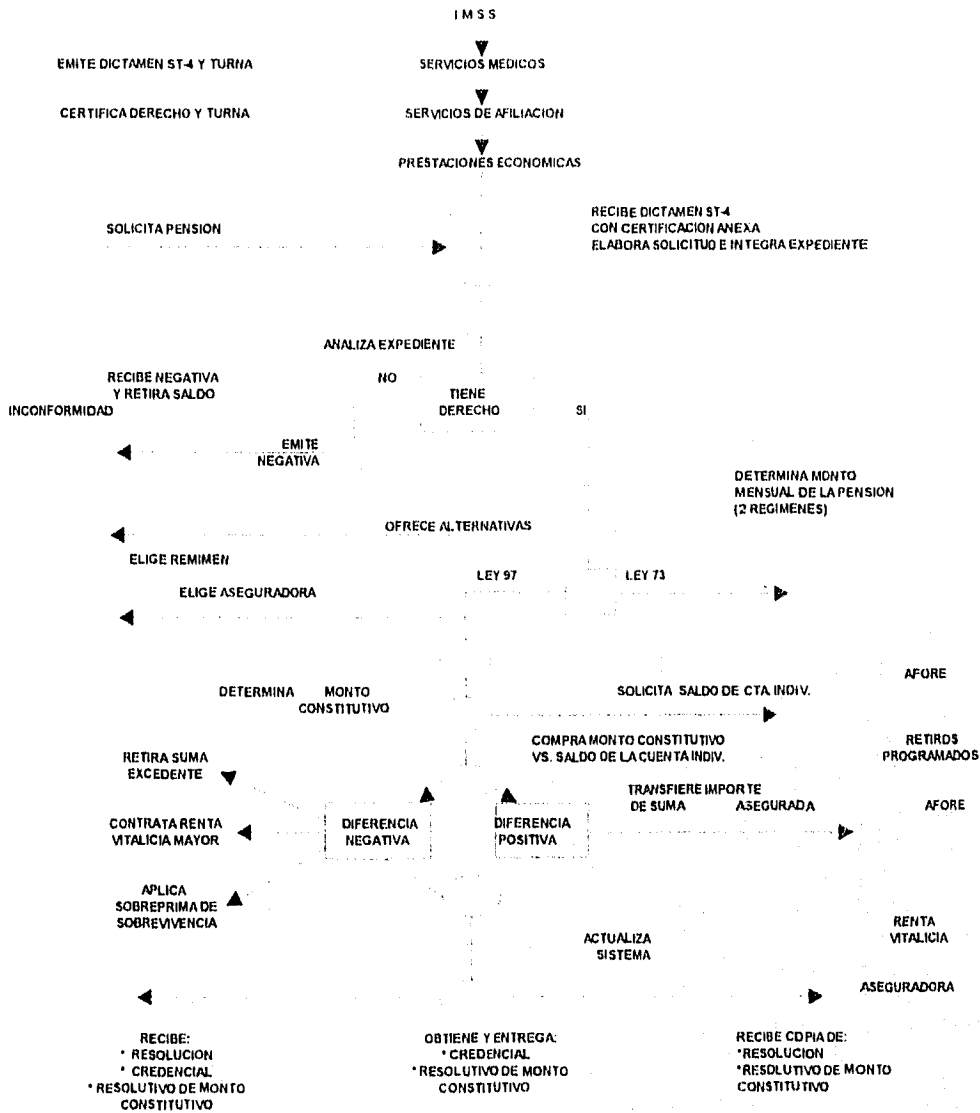 I M S S
EMITE DICTAMEN ST-4 Y TURNA
SERVICIOS MEDICOS
CERTIFICA DERECHO Y TURNA
SERVICIOS DE AFILIACION
PRESTACIONES ECONOMICAS
SOLICITA PENSION
RECIBE DICTAMEN ST-4
CON CERTIFICACION ANEXA
ELABORA SOLICITUD E INTEGRA EXPEDIENTE
ANALIZA EXPEDIENTE
RECIBE NEGATIVA
Y RETIRA SALDO
INCONFORMIDAD
NO
TIENE
DERECHO
SI
EMITE
NEGATIVA
DETERMINA MONTO
MENSUAL DE LA PENSION
(2 REGIMENES)
OFRECE ALTERNATIVAS
ELIGE REMIMEN
LEY 97
LEY 73
ELIGE ASEGURADORA
AFORE
DETERMINA MONTO
CONSTITUTIVO
SOLICITA SALDO DE CTA. INDIV.
COMPRA MONTO CONSTITUTIVO
VS. SALDO DE LA CUENTA INDIV.
RETIROS
PROGRAMADOS
RETIRA SUMA
EXCEDENTE
TRANSFIERE IMPORTE
DE SUMA ASEGURADA
AFORE
CONTRATA RENTA
VITALICIA MAYOR
DIFERENCIA
NEGATIVA
DIFERENCIA
POSITIVA
APLICA
SOBREPRIMA DE
SOBREVIVENCIA
ACTUALIZA
SISTEMA
RENTA
VITALICIA
ASEGURADORA
RECIBE:
* RESOLUCION
* CREDENCIAL
* RESOLUTIVO DE MONTO
CONSTITUTIVO
OBTIENE Y ENTREGA:
* CREDENCIAL
* RESOLUTIVO DE MONTO
CONSTITUTIVO
RECIBE COPIA DE:
*RESOLUCION
*RESOLUTIVO DE MONTO
CONSTITUTIVO